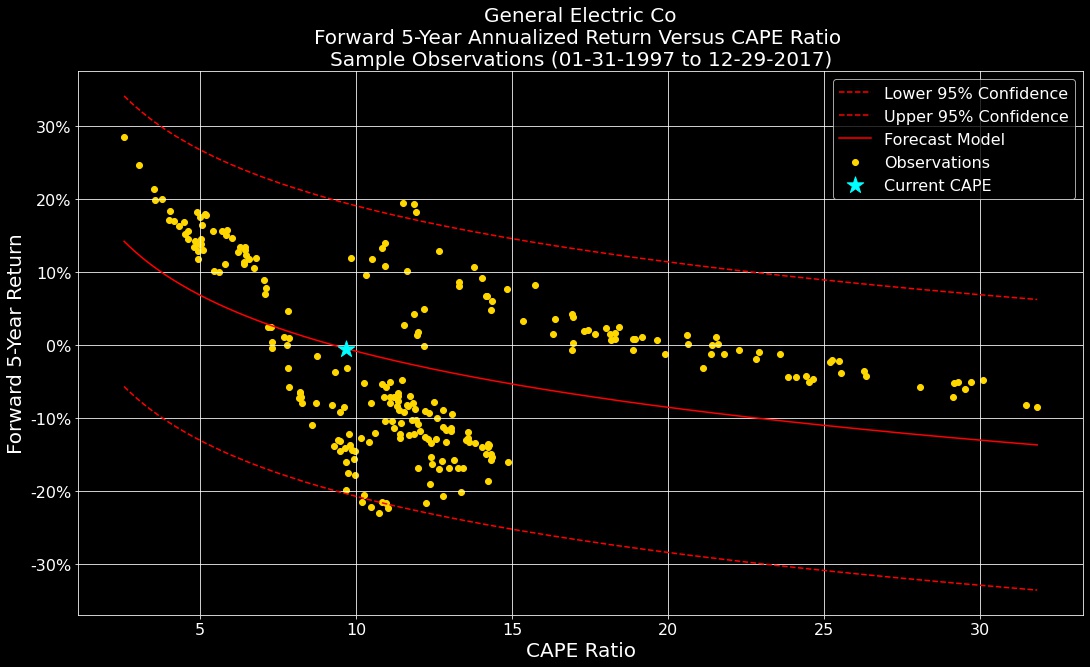 General Electric Co
Forward 5-Year Annualized Return Versus CAPE Ratio
Sample Observations (01-31-1997 to 12-29-2017)
Lower 95% Confidence
Upper 95% Confidence
Forecast Model
Observations
Current CAPE
Forward 5-Year Return
30%
20%
10%
0%
-10%
-20%
-30%
5 10 15 20 25 30
CAPE Ratio